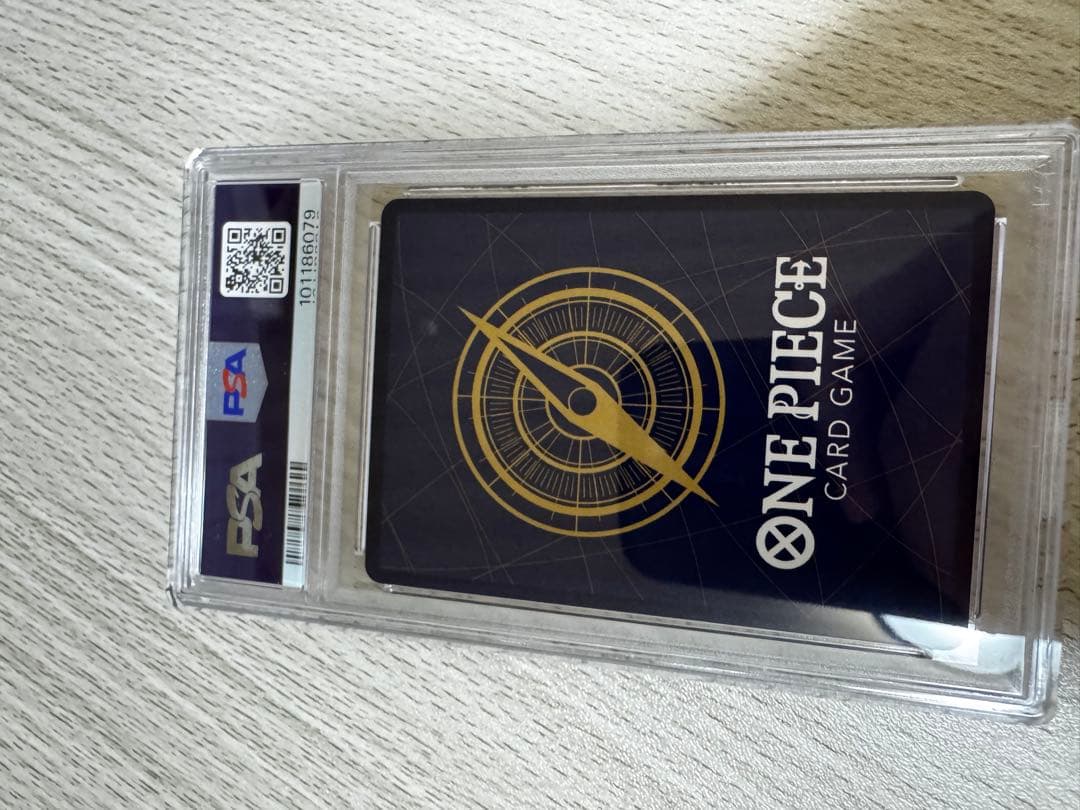 PSA
PSA
101186079
ONE PIECE
CARD GAME